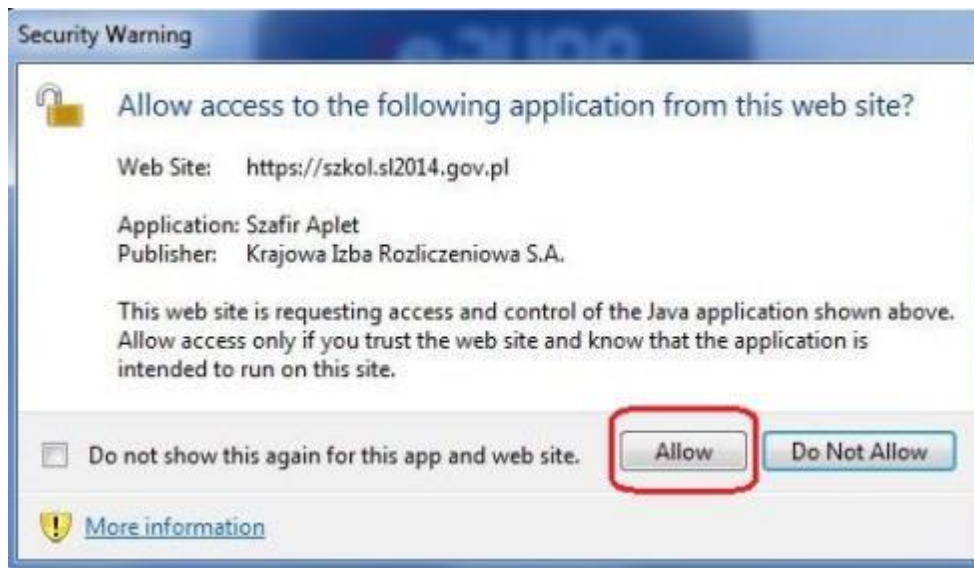 Security Warning
Allow access to the following application from this web site?
Web Site: https://szkol.sl2014.gov.pl
Application: Szafir Aplet
Publisher: Krajowa Izba Rozliczeniowa S.A.
This web site is requesting access and control of the Java application shown above.
Allow access only if you trust the web site and know that the application is
intended to run on this site.
Do not show this again for this app and web site.
Allow
Do Not Allow
More information